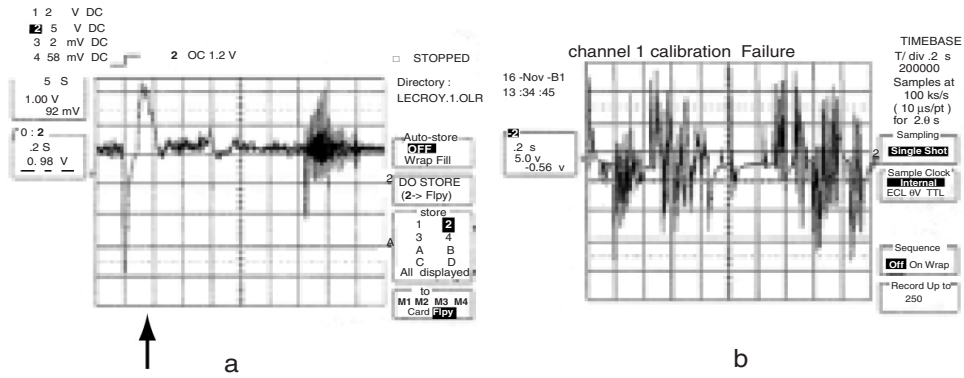 1 2 V DC
2 5 V DC
3 2 mV DC
4 58 mV DC
2 OC 1.2 V
□ STOPPED
5 S
1.00 V
92 mV
0 : 2
.2 S
0. 98 V
Directory :
LECROY.1.OLR
Auto-store
OFF
Wrap Fill
2
DO STORE
(2-> Flpy)
store
1 2
3 4
A B
C D
All displayed
A
to
M1 M2 M3 M4
Card Flpy
a
channel 1 calibration Failure
16 -Nov -B1
13 :34 :45
2
.2 s
5.0 v
-0.56 v
2
TIMEBASE
T/ div .2 s
200000
Samples at
100 ks/s
( 10 µs/pt )
for 2.θ s
Sampling
Single Shot
Sample Clock
Internal
ECL θV TTL
Sequence
Off On Wrap
Record Up to
250
b